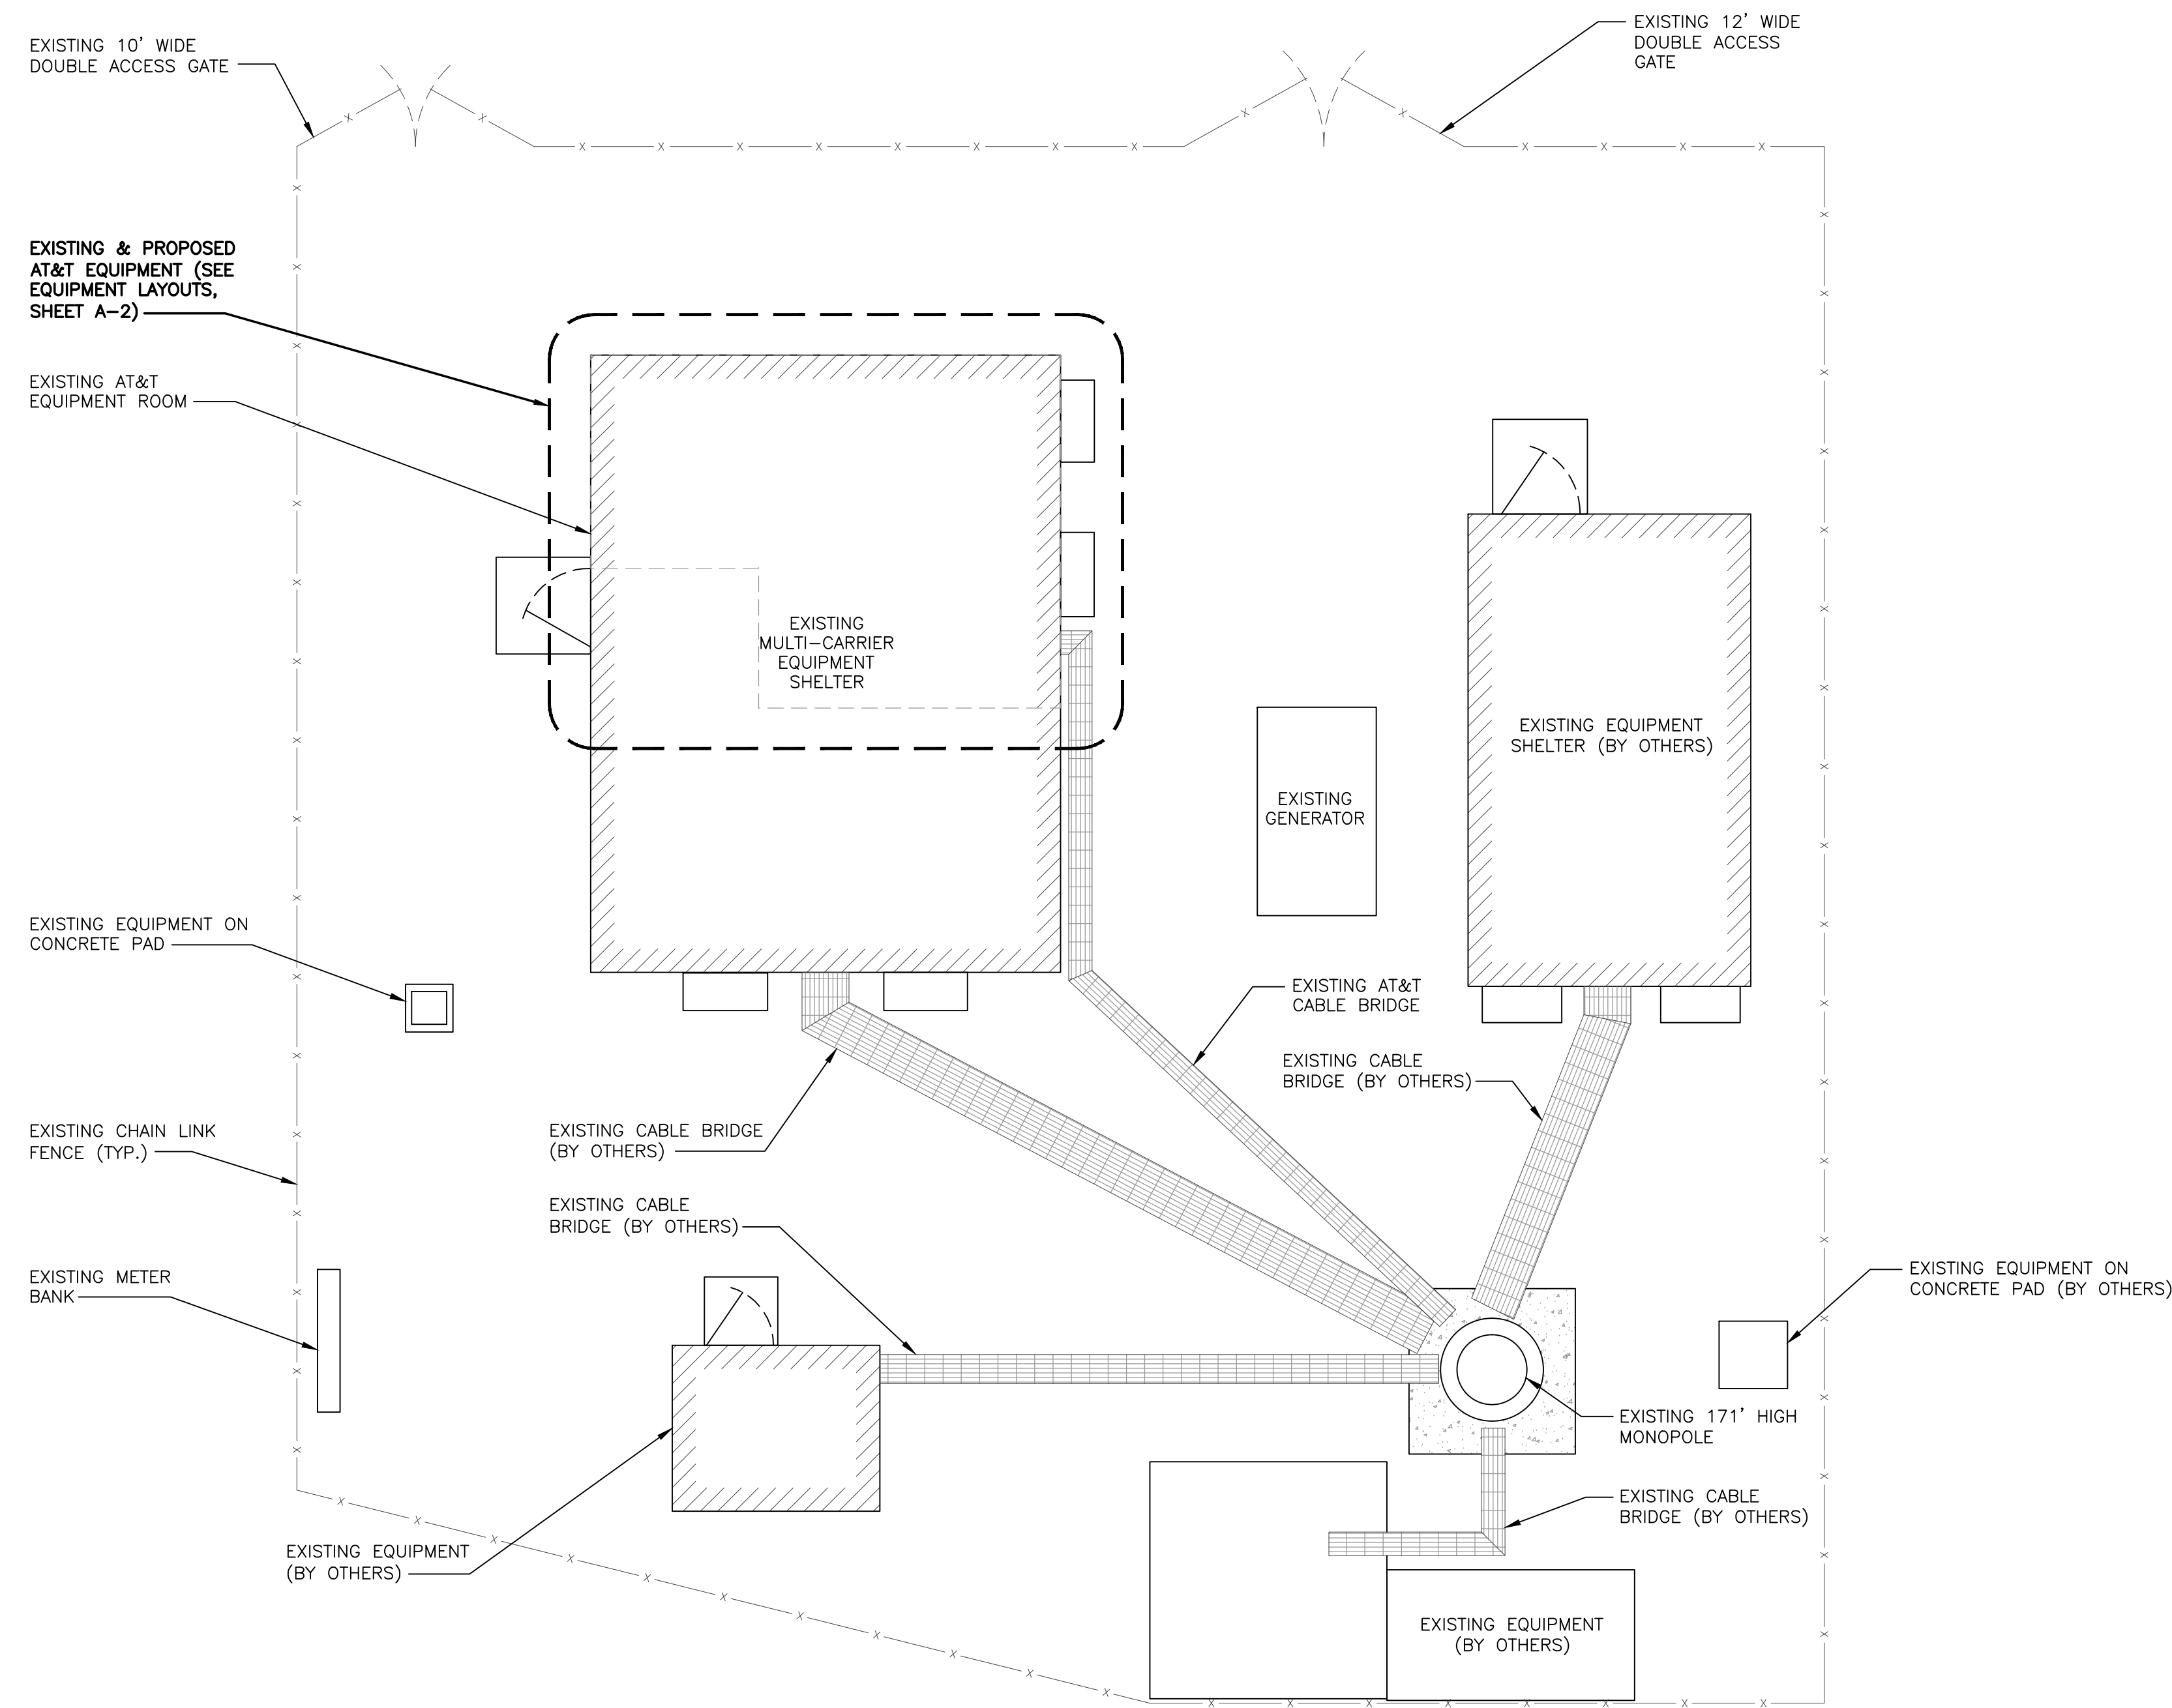 EXISTING 10' WIDE
DOUBLE ACCESS GATE
EXISTING 12' WIDE
DOUBLE ACCESS
GATE
EXISTING & PROPOSED
AT&T EQUIPMENT (SEE
EQUIPMENT LAYOUTS,
SHEET A-2)
EXISTING AT&T
EQUIPMENT ROOM
EXISTING
MULTI-CARRIER
EQUIPMENT
SHELTER
EXISTING EQUIPMENT
SHELTER (BY OTHERS)
EXISTING
GENERATOR
EXISTING EQUIPMENT ON
CONCRETE PAD
EXISTING AT&T
CABLE BRIDGE
EXISTING CABLE
BRIDGE (BY OTHERS)
EXISTING CHAIN LINK
FENCE (TYP.)
EXISTING CABLE BRIDGE
(BY OTHERS)
EXISTING CABLE
BRIDGE (BY OTHERS)
EXISTING METER
BANK
EXISTING EQUIPMENT ON
CONCRETE PAD (BY OTHERS)
EXISTING 171' HIGH
MONOPOLE
EXISTING CABLE
BRIDGE (BY OTHERS)
EXISTING EQUIPMENT
(BY OTHERS)
EXISTING EQUIPMENT
(BY OTHERS)